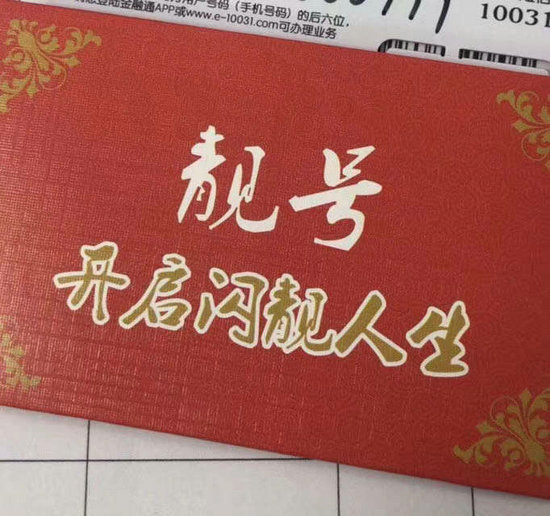 用户号码（手机号码）的后六位，
10031
APP或www.e-10031.com可办理业务
靓号
开启闪靓人生